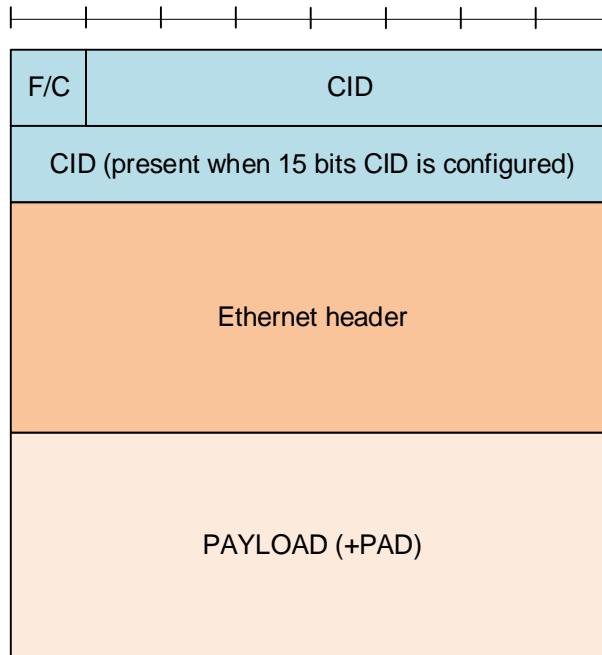 F/C CID
CID (present when 15 bits CID is configured)
Ethernet header
PAYLOAD (+PAD)